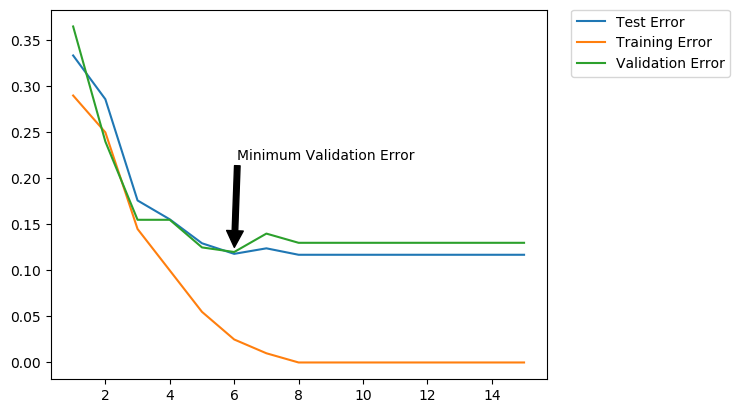 Test Error
Training Error
Validation Error
Minimum Validation Error
0.35
0.30
0.25
0.20
0.15
0.10
0.05
0.00
2 4 6 8 10 12 14